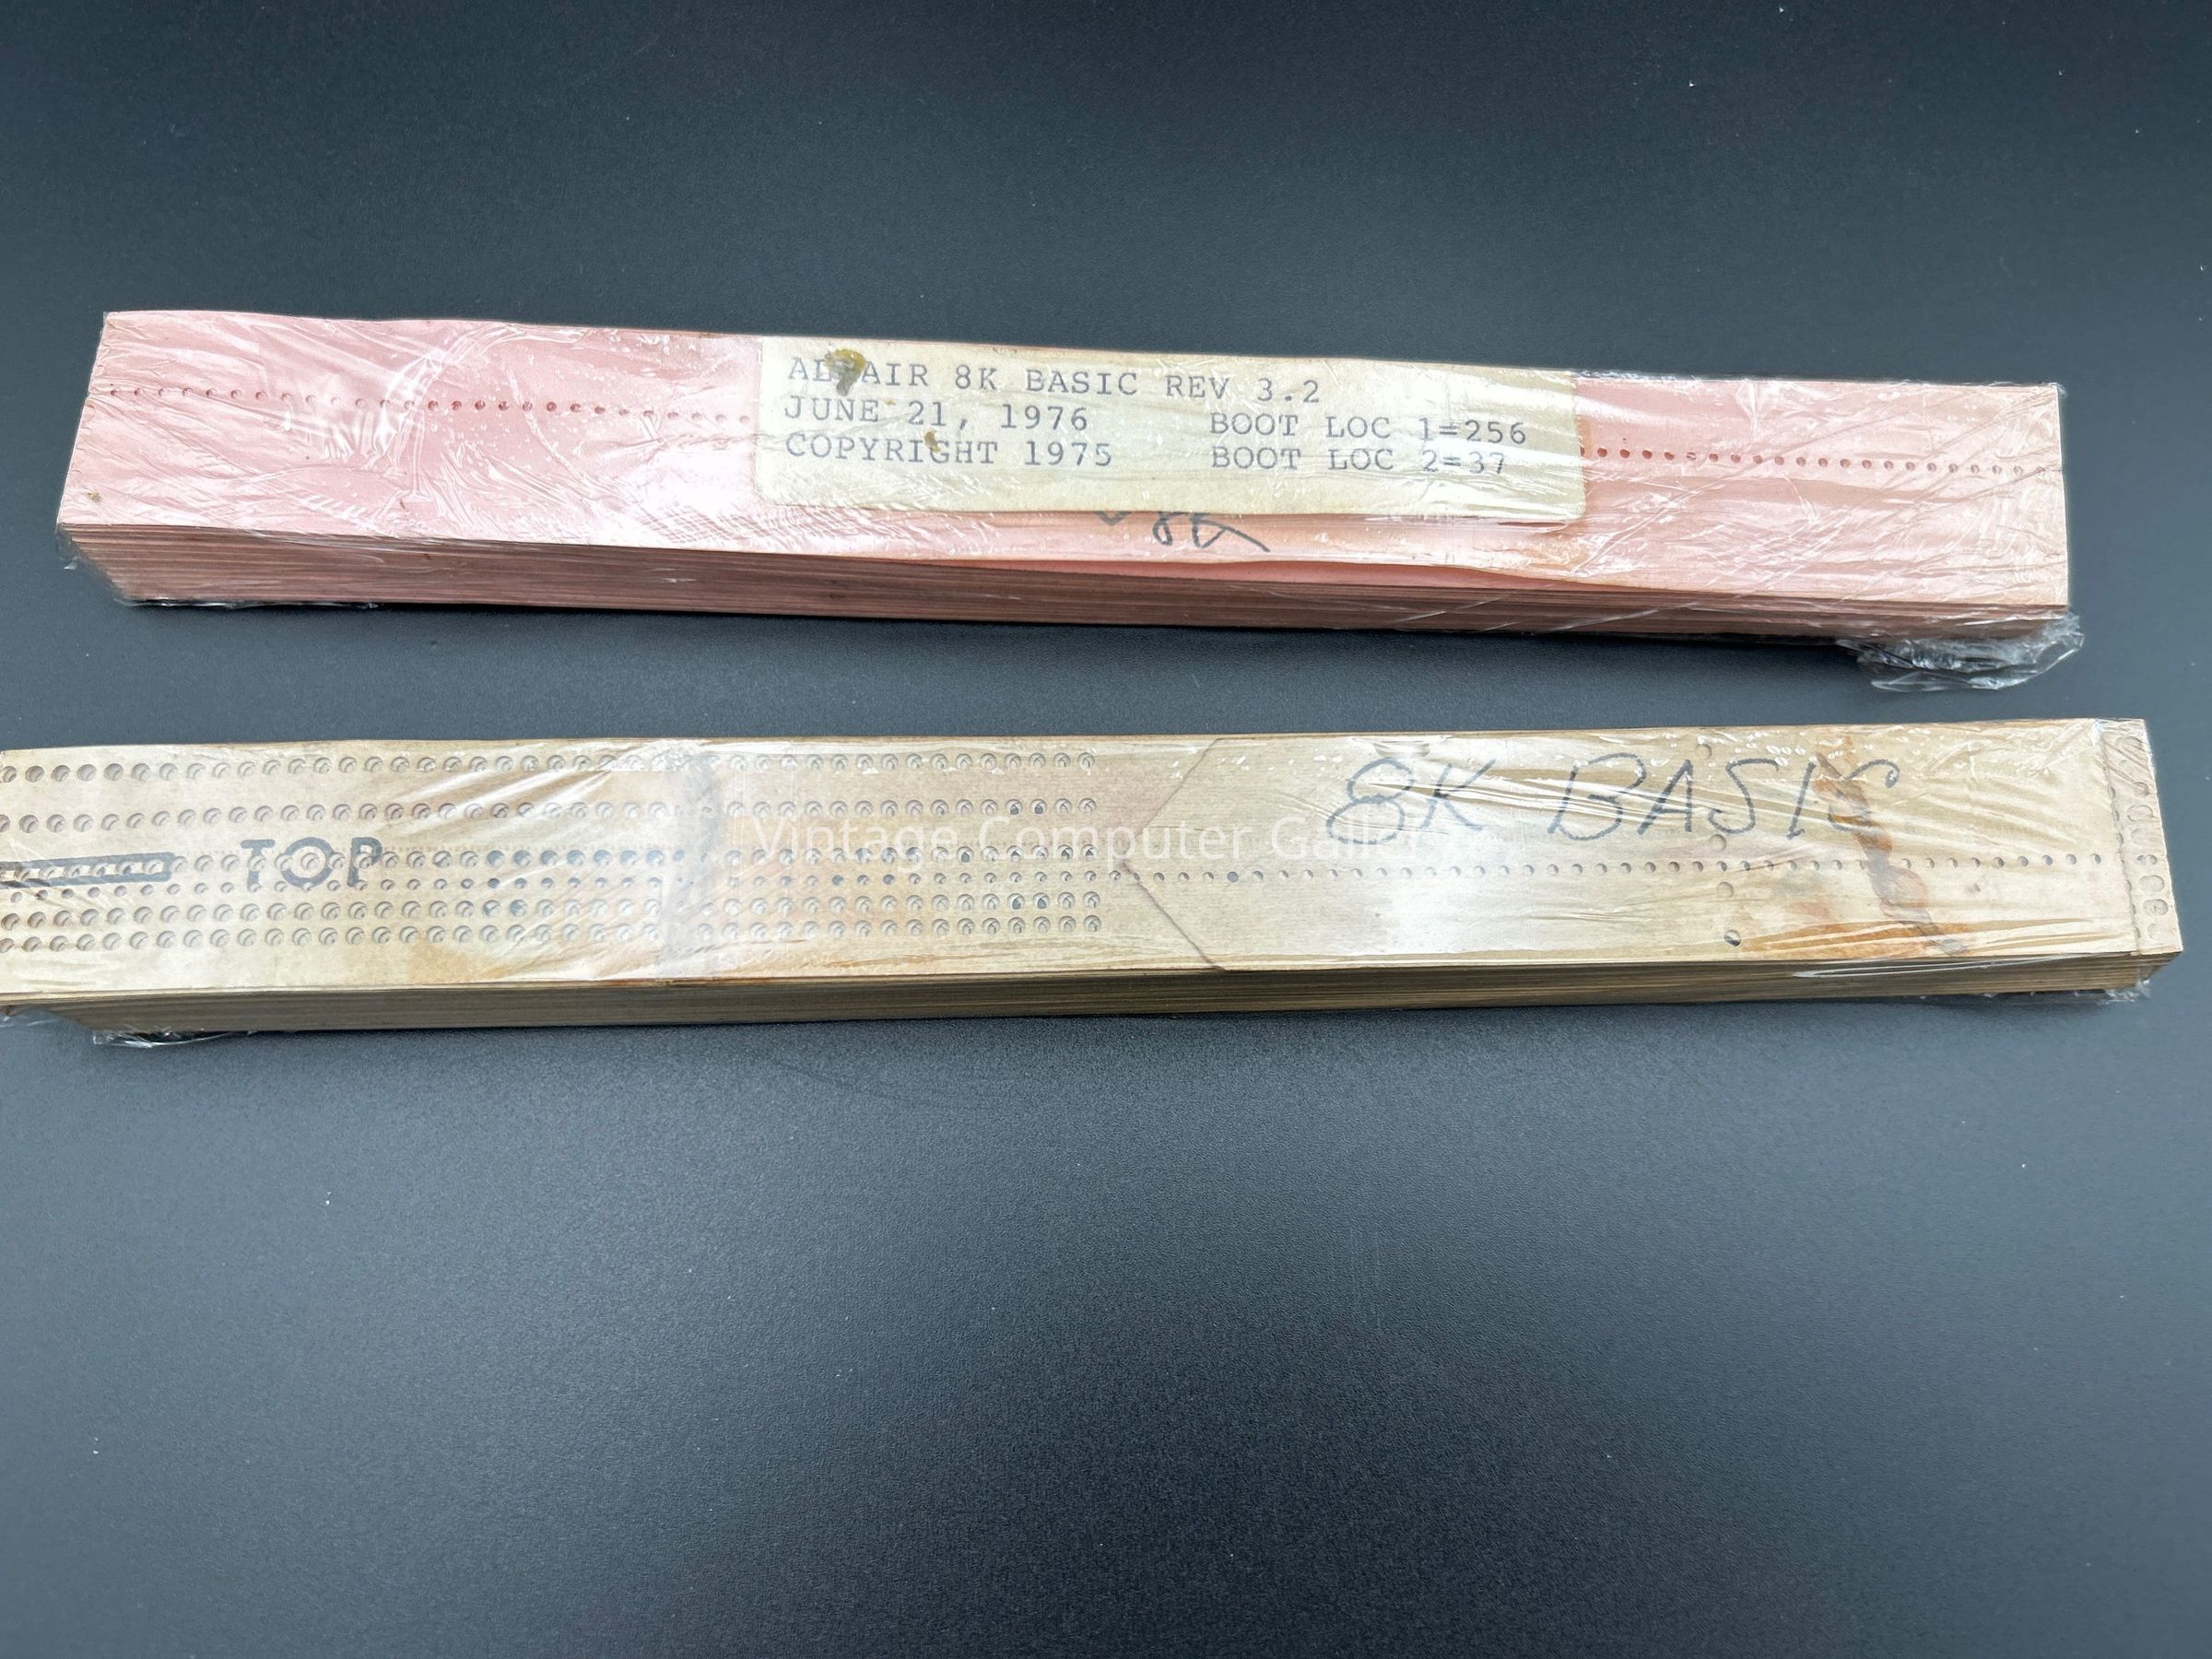 ALTAIR 8K BASIC REV 3.2
JUNE 21, 1976 BOOT LOC 1=256
COPYRIGHT 1975 BOOT LOC 2=37
8K
TOP
8K BASIC
Vintage Computer Gallery